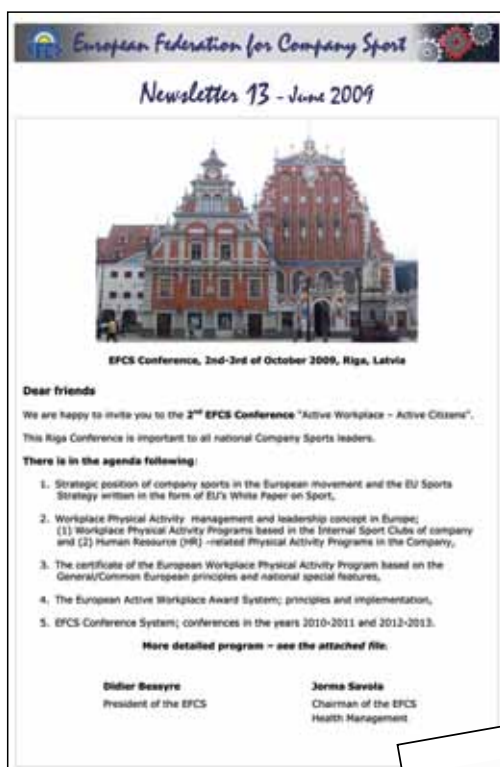 European Federation for Company Sport
Newsletter 13 - June 2009
EFCS Conference, 2nd-3rd of October 2009, Riga, Latvia
Dear friends
We are happy to invite you to the 2nd EFCS Conference "Active Workplace – Active Citizens".
This Riga Conference is important to all national Company Sports leaders.
There is in the agenda following:
1. Strategic position of company sports in the European movement and the EU Sports
Strategy written in the form of EU's White Paper on Sport,
2. Workplace Physical Activity management and leadership concept in Europe;
(1) Workplace Physical Activity Programs based in the Internal Sport Clubs of company
and (2) Human Resource (HR) –related Physical Activity Programs in the Company,
3. The certificate of the European Workplace Physical Activity Program based on the
General/Common European principles and national special features,
4. The European Active Workplace Award System; principles and implementation,
5. EFCS Conference System; conferences in the years 2010-2011 and 2012-2013.
More detailed program – see the attached file.
Didier Besseyre
President of the EFCS
Jorma Savola
Chairman of the EFCS
Health Management